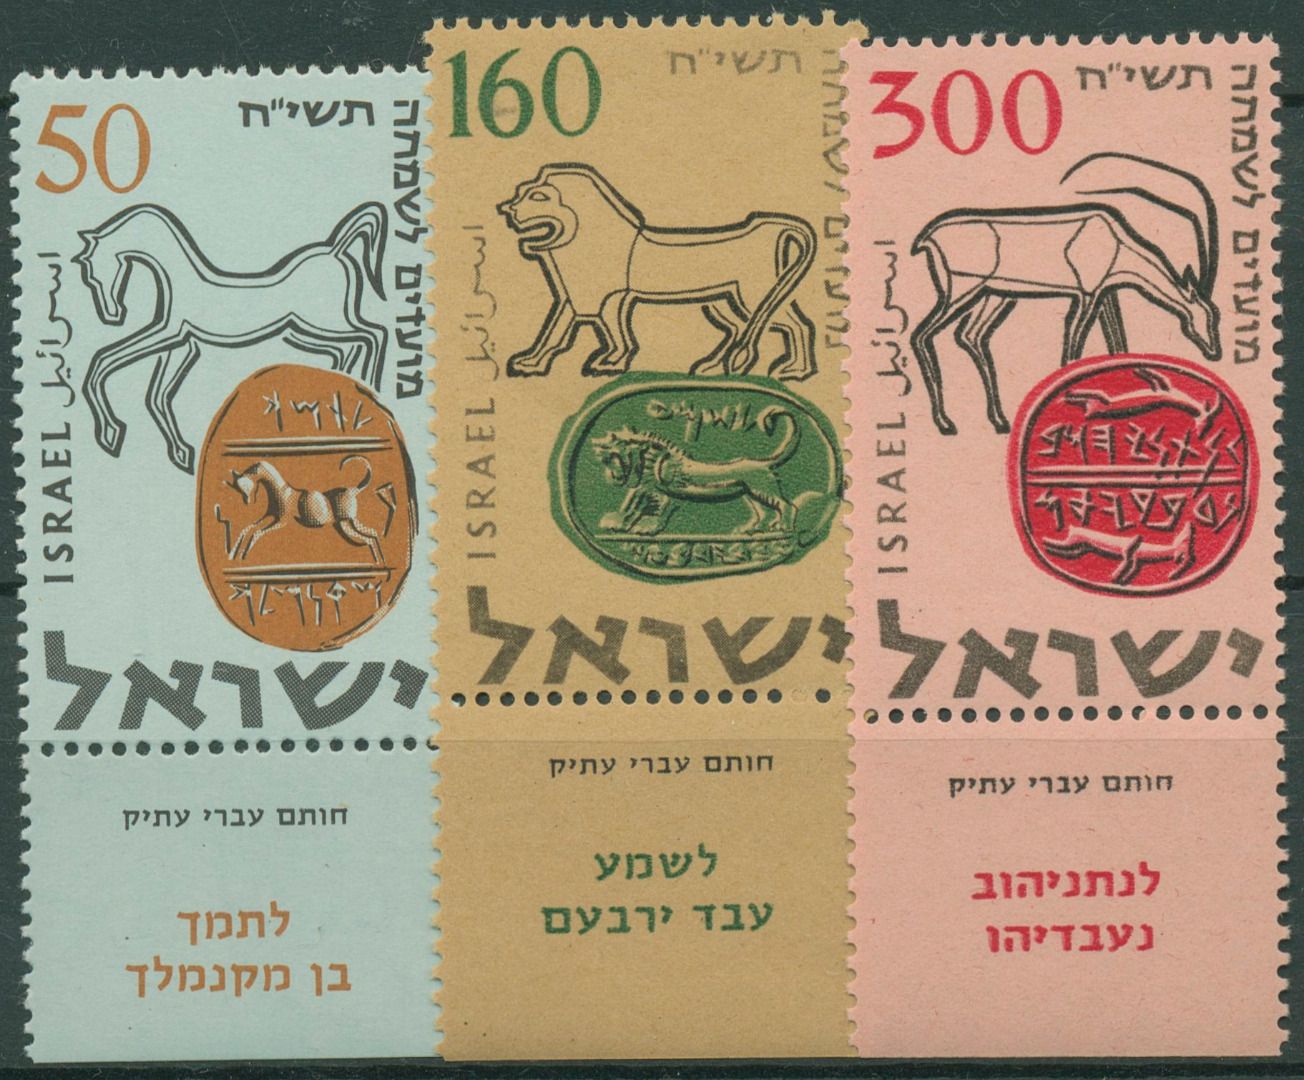 50
תשי"ח
מועדים לשמחה
ISRAEL اسرائيل
ישראל
חותם עברי עתיק
לתמך
בן מקנמלך
160
תשי"ח
מועדים לשמחה
ISRAEL اسرائيل
ישראל
חותם עברי עתיק
לשמע
עבד ירבעם
300
תשי"ח
מועדים לשמחה
ISRAEL اسرائيل
ישראל
חותם עברי עתיק
לנתניהוב
נעבדיהו